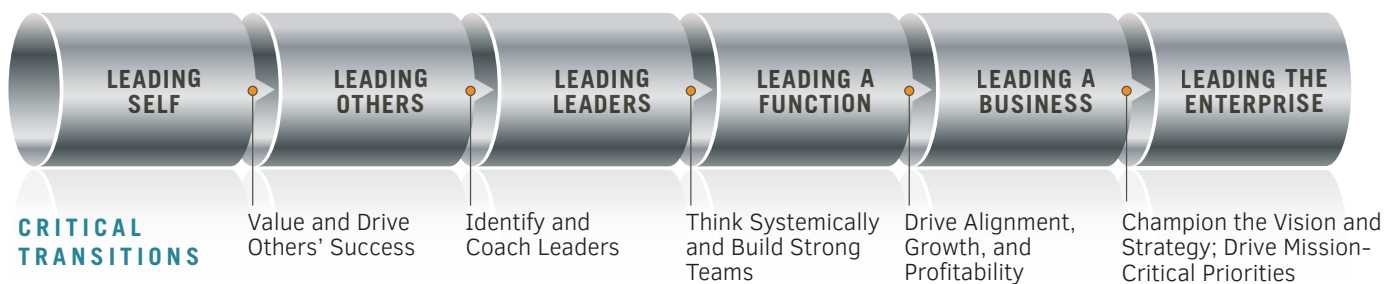 LEADING
SELF
LEADING
OTHERS
LEADING
LEADERS
LEADING A
FUNCTION
LEADING A
BUSINESS
LEADING THE
ENTERPRISE
CRITICAL
TRANSITIONS
Value and Drive
Others’ Success
Identify and
Coach Leaders
Think Systemically
and Build Strong
Teams
Drive Alignment,
Growth, and
Profitability
Champion the Vision and
Strategy; Drive Mission-
Critical Priorities